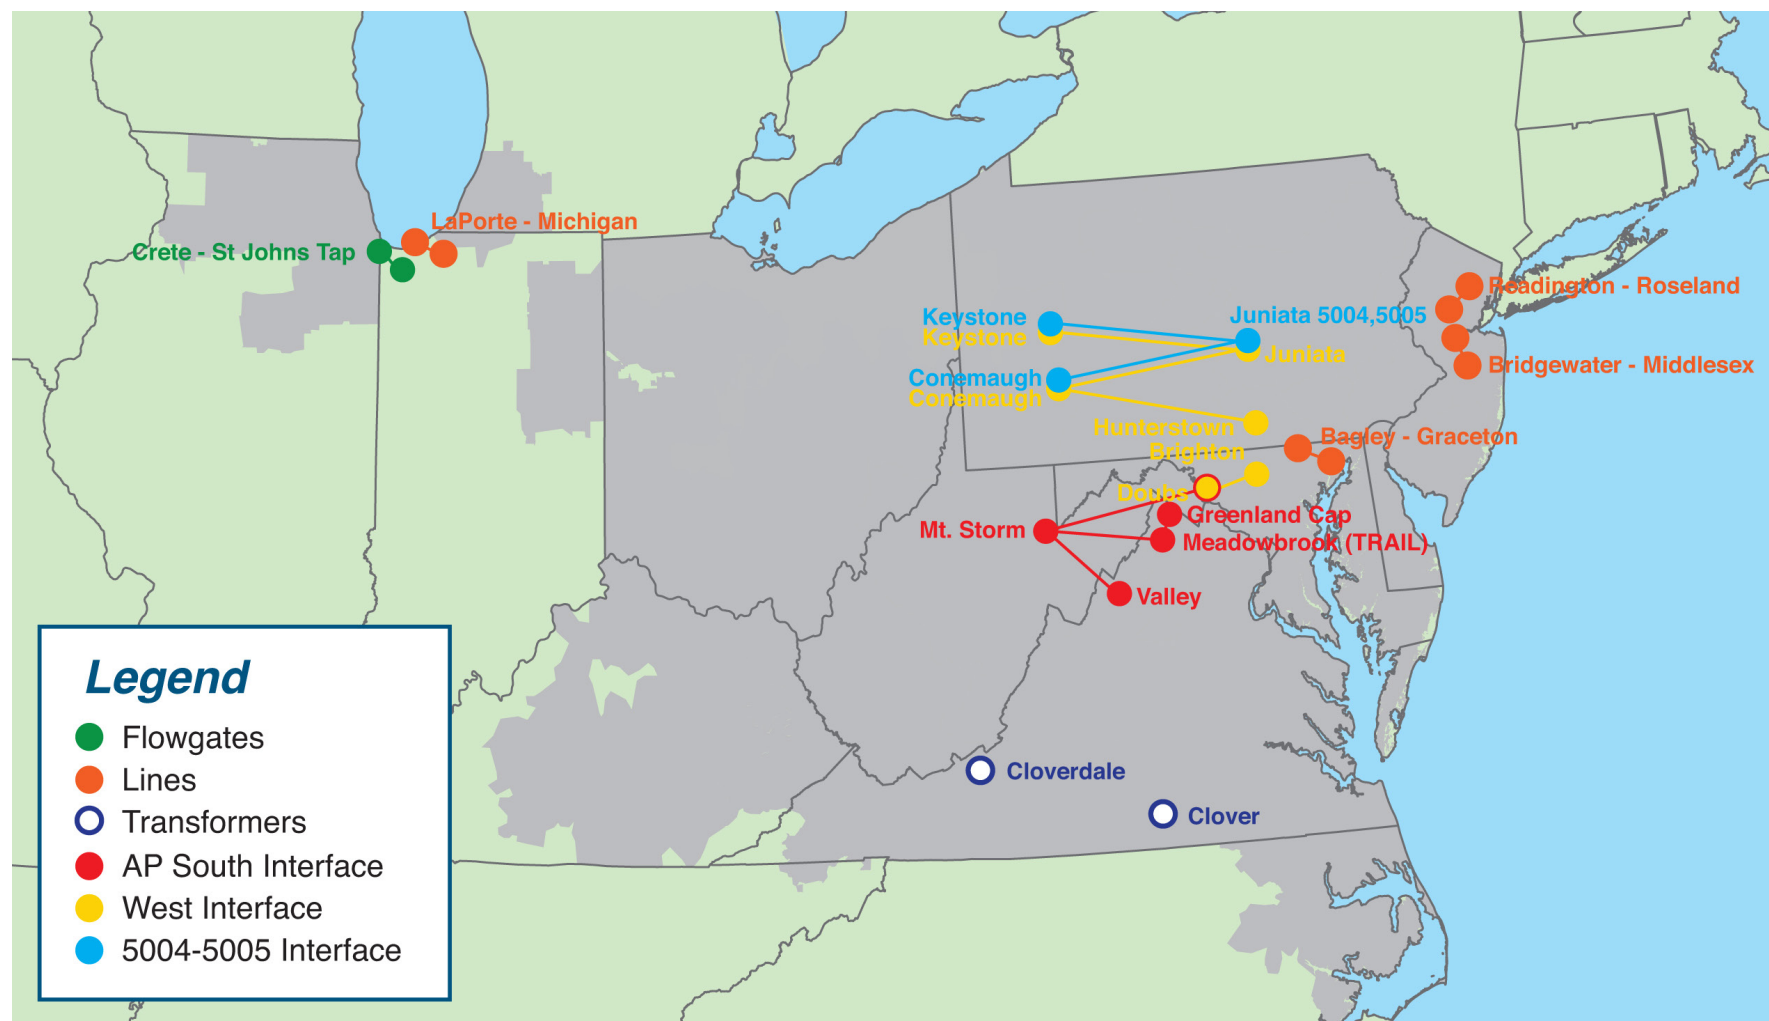 LaPorte - Michigan
Crete - St Johns Tap
Readington - Roseland
Keystone
Juniata 5004,5005
Keystone
Juniata
Bridgewater - Middlesex
Conemaugh
Conemaugh
Hunterstown
Bagley - Graceton
Brighton
Doubs
Greenland Cap
Mt. Storm
Meadowbrook (TRAIL)
Valley
Cloverdale
Clover
Legend
Flowgates
Lines
Transformers
AP South Interface
West Interface
5004-5005 Interface